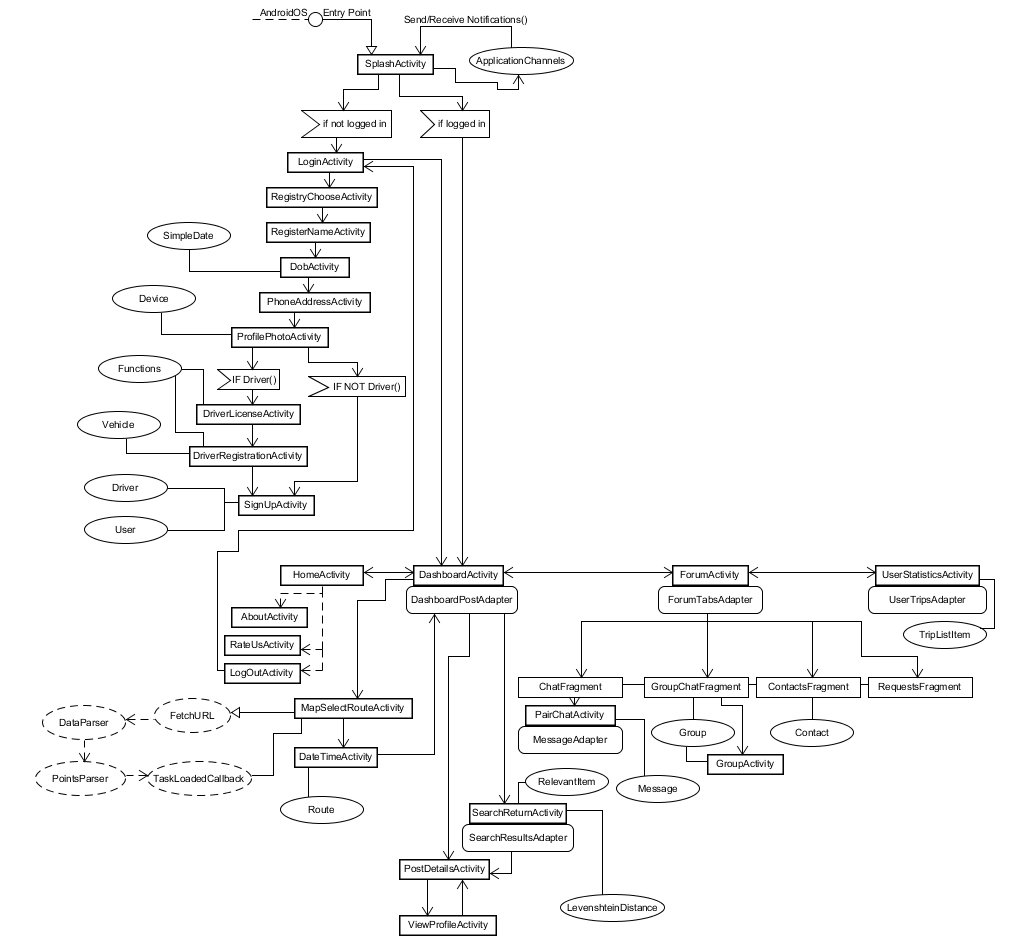 AndroidOS
Entry Point
Send/Receive Notifications()
SplashActivity
ApplicationChannels
if not logged in
if logged in
LoginActivity
RegistryChooseActivity
RegisterNameActivity
SimpleDate
DobActivity
Device
PhoneAddressActivity
ProfilePhotoActivity
Functions
IF Driver()
IF NOT Driver()
DriverLicenseActivity
Vehicle
DriverRegistrationActivity
Driver
SignUpActivity
User
HomeActivity
DashboardActivity
ForumActivity
UserStatisticsActivity
DashboardPostAdapter
ForumTabsAdapter
UserTripsAdapter
AboutActivity
TripListItem
RateUsActivity
LogOutActivity
ChatFragment
GroupChatFragment
ContactsFragment
RequestsFragment
MapSelectRouteActivity
FetchURL
DataParser
PairChatActivity
MessageAdapter
Group
Contact
DateTimeActivity
GroupActivity
PointsParser
TaskLoadedCallback
RelevantItem
Message
Route
SearchReturnActivity
SearchResultsAdapter
PostDetailsActivity
LevenshteinDistance
ViewProfileActivity